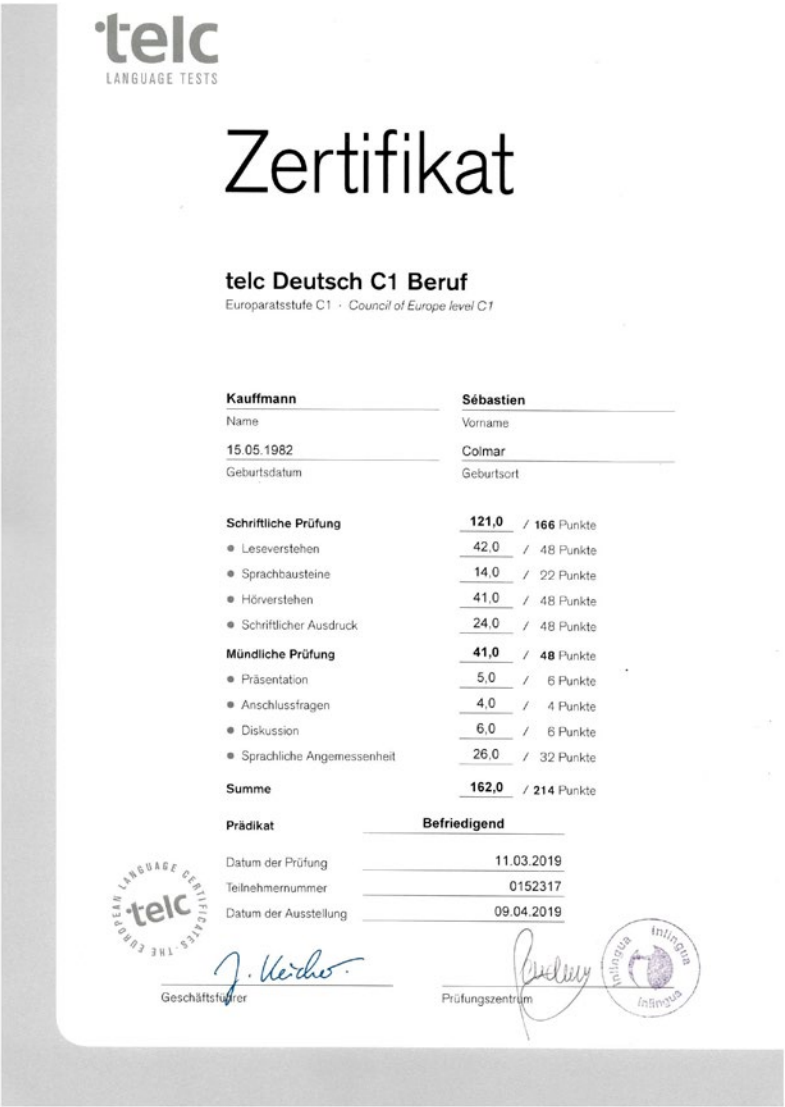 telc
LANGUAGE TESTS
Zertifikat
telc Deutsch C1 Beruf
Europaratsstufe C1 · Council of Europe level C1
Kauffmann Sébastien
Name Vorname
15.05.1982 Colmar
Geburtsdatum Geburtsort
Schriftliche Prüfung 121,0 / 166 Punkte
• Leseverstehen 42,0 / 48 Punkte
• Sprachbausteine 14,0 / 22 Punkte
• Hörverstehen 41,0 / 48 Punkte
• Schriftlicher Ausdruck 24,0 / 48 Punkte
Mündliche Prüfung 41,0 / 48 Punkte
• Präsentation 5,0 / 6 Punkte
• Anschlussfragen 4,0 / 4 Punkte
• Diskussion 6,0 / 6 Punkte
• Sprachliche Angemessenheit 26,0 / 32 Punkte
Summe 162,0 / 214 Punkte
Prädikat Befriedigend
Datum der Prüfung 11.03.2019
Teilnehmernummer 0152317
Datum der Ausstellung 09.04.2019
telc
THE EUROPEAN LANGUAGE CERTIFICATES
inlingua inlingua inlingua
Geschäftsführer Prüfungszentrum